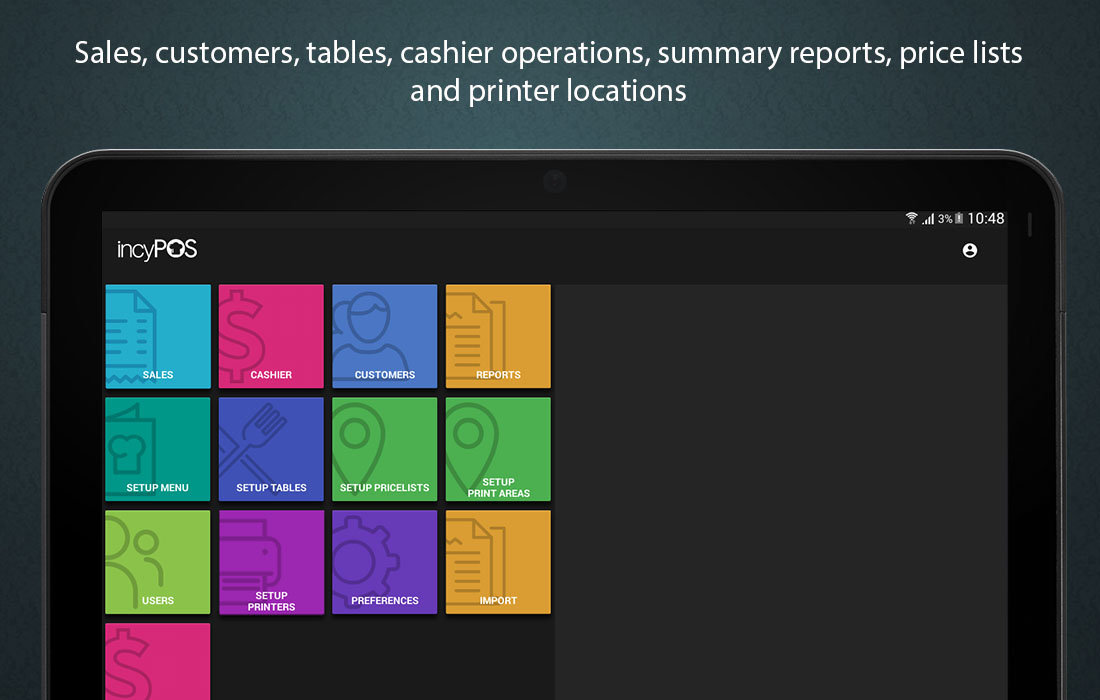 Sales, customers, tables, cashier operations, summary reports, price lists
and printer locations
3% 10:48
incyPOS
SALES
CASHIER
CUSTOMERS
REPORTS
SETUP MENU
SETUP TABLES
SETUP PRICELISTS
SETUP
PRINT AREAS
USERS
SETUP
PRINTERS
PREFERENCES
IMPORT